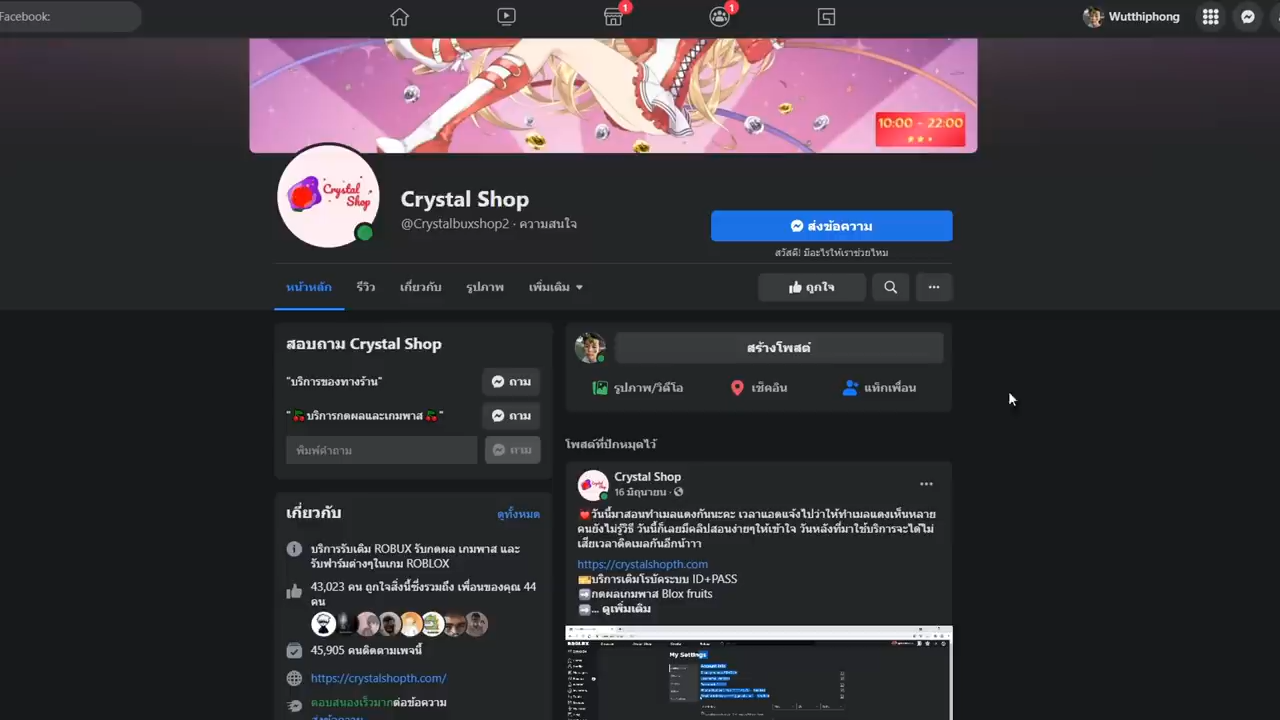 Facebook:
1
1
Wutthiphong
10:00 - 22:00
Crystal Shop
Crystal Shop
@Crystalbuxshop2 · ความสนใจ
ส่งข้อความ
สวัสดี! มีอะไรให้เราช่วยไหม
หน้าหลัก
รีวิว
เกี่ยวกับ
รูปภาพ
เพิ่มเติม
ถูกใจ
สอบถาม Crystal Shop
"บริการของทางร้าน"
ถาม
"🍒บริการกดผลและเกมพาส🍒"
ถาม
พิมพ์คำถาม
ถาม
สร้างโพสต์
รูปภาพ/วิดีโอ
เช็คอิน
แท็กเพื่อน
โพสต์ที่ปักหมุดไว้
Crystal Shop
16 มิถุนายน ·
❤️วันนี้มาสอนทำเมลแดงกันนะคะ เวลาแอดแจ้งไปว่าให้ทำเมลแดงเห็นหลาย
คนยังไม่รู้วิธี วันนี้ก็เลยมีคลิปสอนง่ายๆให้เข้าใจ วันหลังที่มาใช้บริการจะได้ไม่
เสียเวลาติดเมลกันอีกน้าาา
https://crystalshopth.com
🎫บริการเติมโรบัคระบบ ID+PASS
➡️กดผลเกมพาส Blox fruits
➡️... ดูเพิ่มเติม
เกี่ยวกับ
ดูทั้งหมด
บริการรับเติม ROBUX รับกดผล เกมพาส และ
รับฟาร์มต่างๆในเกม ROBLOX
43,023 คน ถูกใจสิ่งนี้ซึ่งรวมถึง เพื่อนของคุณ 44
คน
45,905 คนติดตามเพจนี้
https://crystalshopth.com/
ตอบสนองเร็วมากต่อข้อความ
ส่งข้อความ
ROBLOX
My Settings